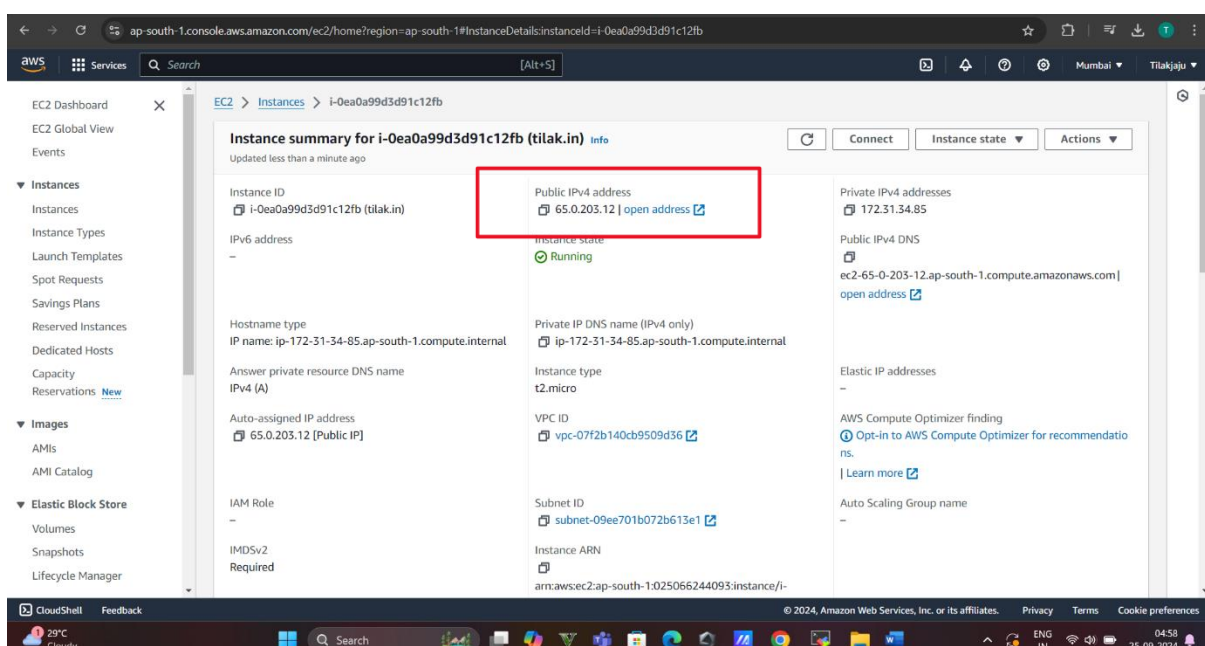 ap-south-1.console.aws.amazon.com/ec2/home?region=ap-south-1#InstanceDetails:instanceId=i-0ea0a99d3d91c12fb
T
aws Services Search [Alt+S] Mumbai Tilakjaju
EC2 Dashboard
EC2 Global View
Events
Instances
Instances
Instance Types
Launch Templates
Spot Requests
Savings Plans
Reserved Instances
Dedicated Hosts
Capacity
Reservations New
Images
AMIs
AMI Catalog
Elastic Block Store
Volumes
Snapshots
Lifecycle Manager
EC2 > Instances > i-0ea0a99d3d91c12fb
Instance summary for i-0ea0a99d3d91c12fb (tilak.in) Info
Updated less than a minute ago
Connect Instance state Actions
Instance ID
i-0ea0a99d3d91c12fb (tilak.in)
Public IPv4 address
65.0.203.12 | open address
Private IPv4 addresses
172.31.34.85
IPv6 address
–
Instance state
Running
Public IPv4 DNS
ec2-65-0-203-12.ap-south-1.compute.amazonaws.com |
open address
Hostname type
IP name: ip-172-31-34-85.ap-south-1.compute.internal
Private IP DNS name (IPv4 only)
ip-172-31-34-85.ap-south-1.compute.internal
Answer private resource DNS name
IPv4 (A)
Instance type
t2.micro
Elastic IP addresses
–
Auto-assigned IP address
65.0.203.12 [Public IP]
VPC ID
vpc-07f2b140cb9509d36
AWS Compute Optimizer finding
Opt-in to AWS Compute Optimizer for recommendatio
ns.
| Learn more
IAM Role
–
Subnet ID
subnet-09ee701b072b613e1
Auto Scaling Group name
–
IMDSv2
Required
Instance ARN
arn:aws:ec2:ap-south-1:025066244093:instance/i-
CloudShell Feedback © 2024, Amazon Web Services, Inc. or its affiliates. Privacy Terms Cookie preferences
1 29°C
Cloudy
Search
ENG
IN
04:58
25-09-2024